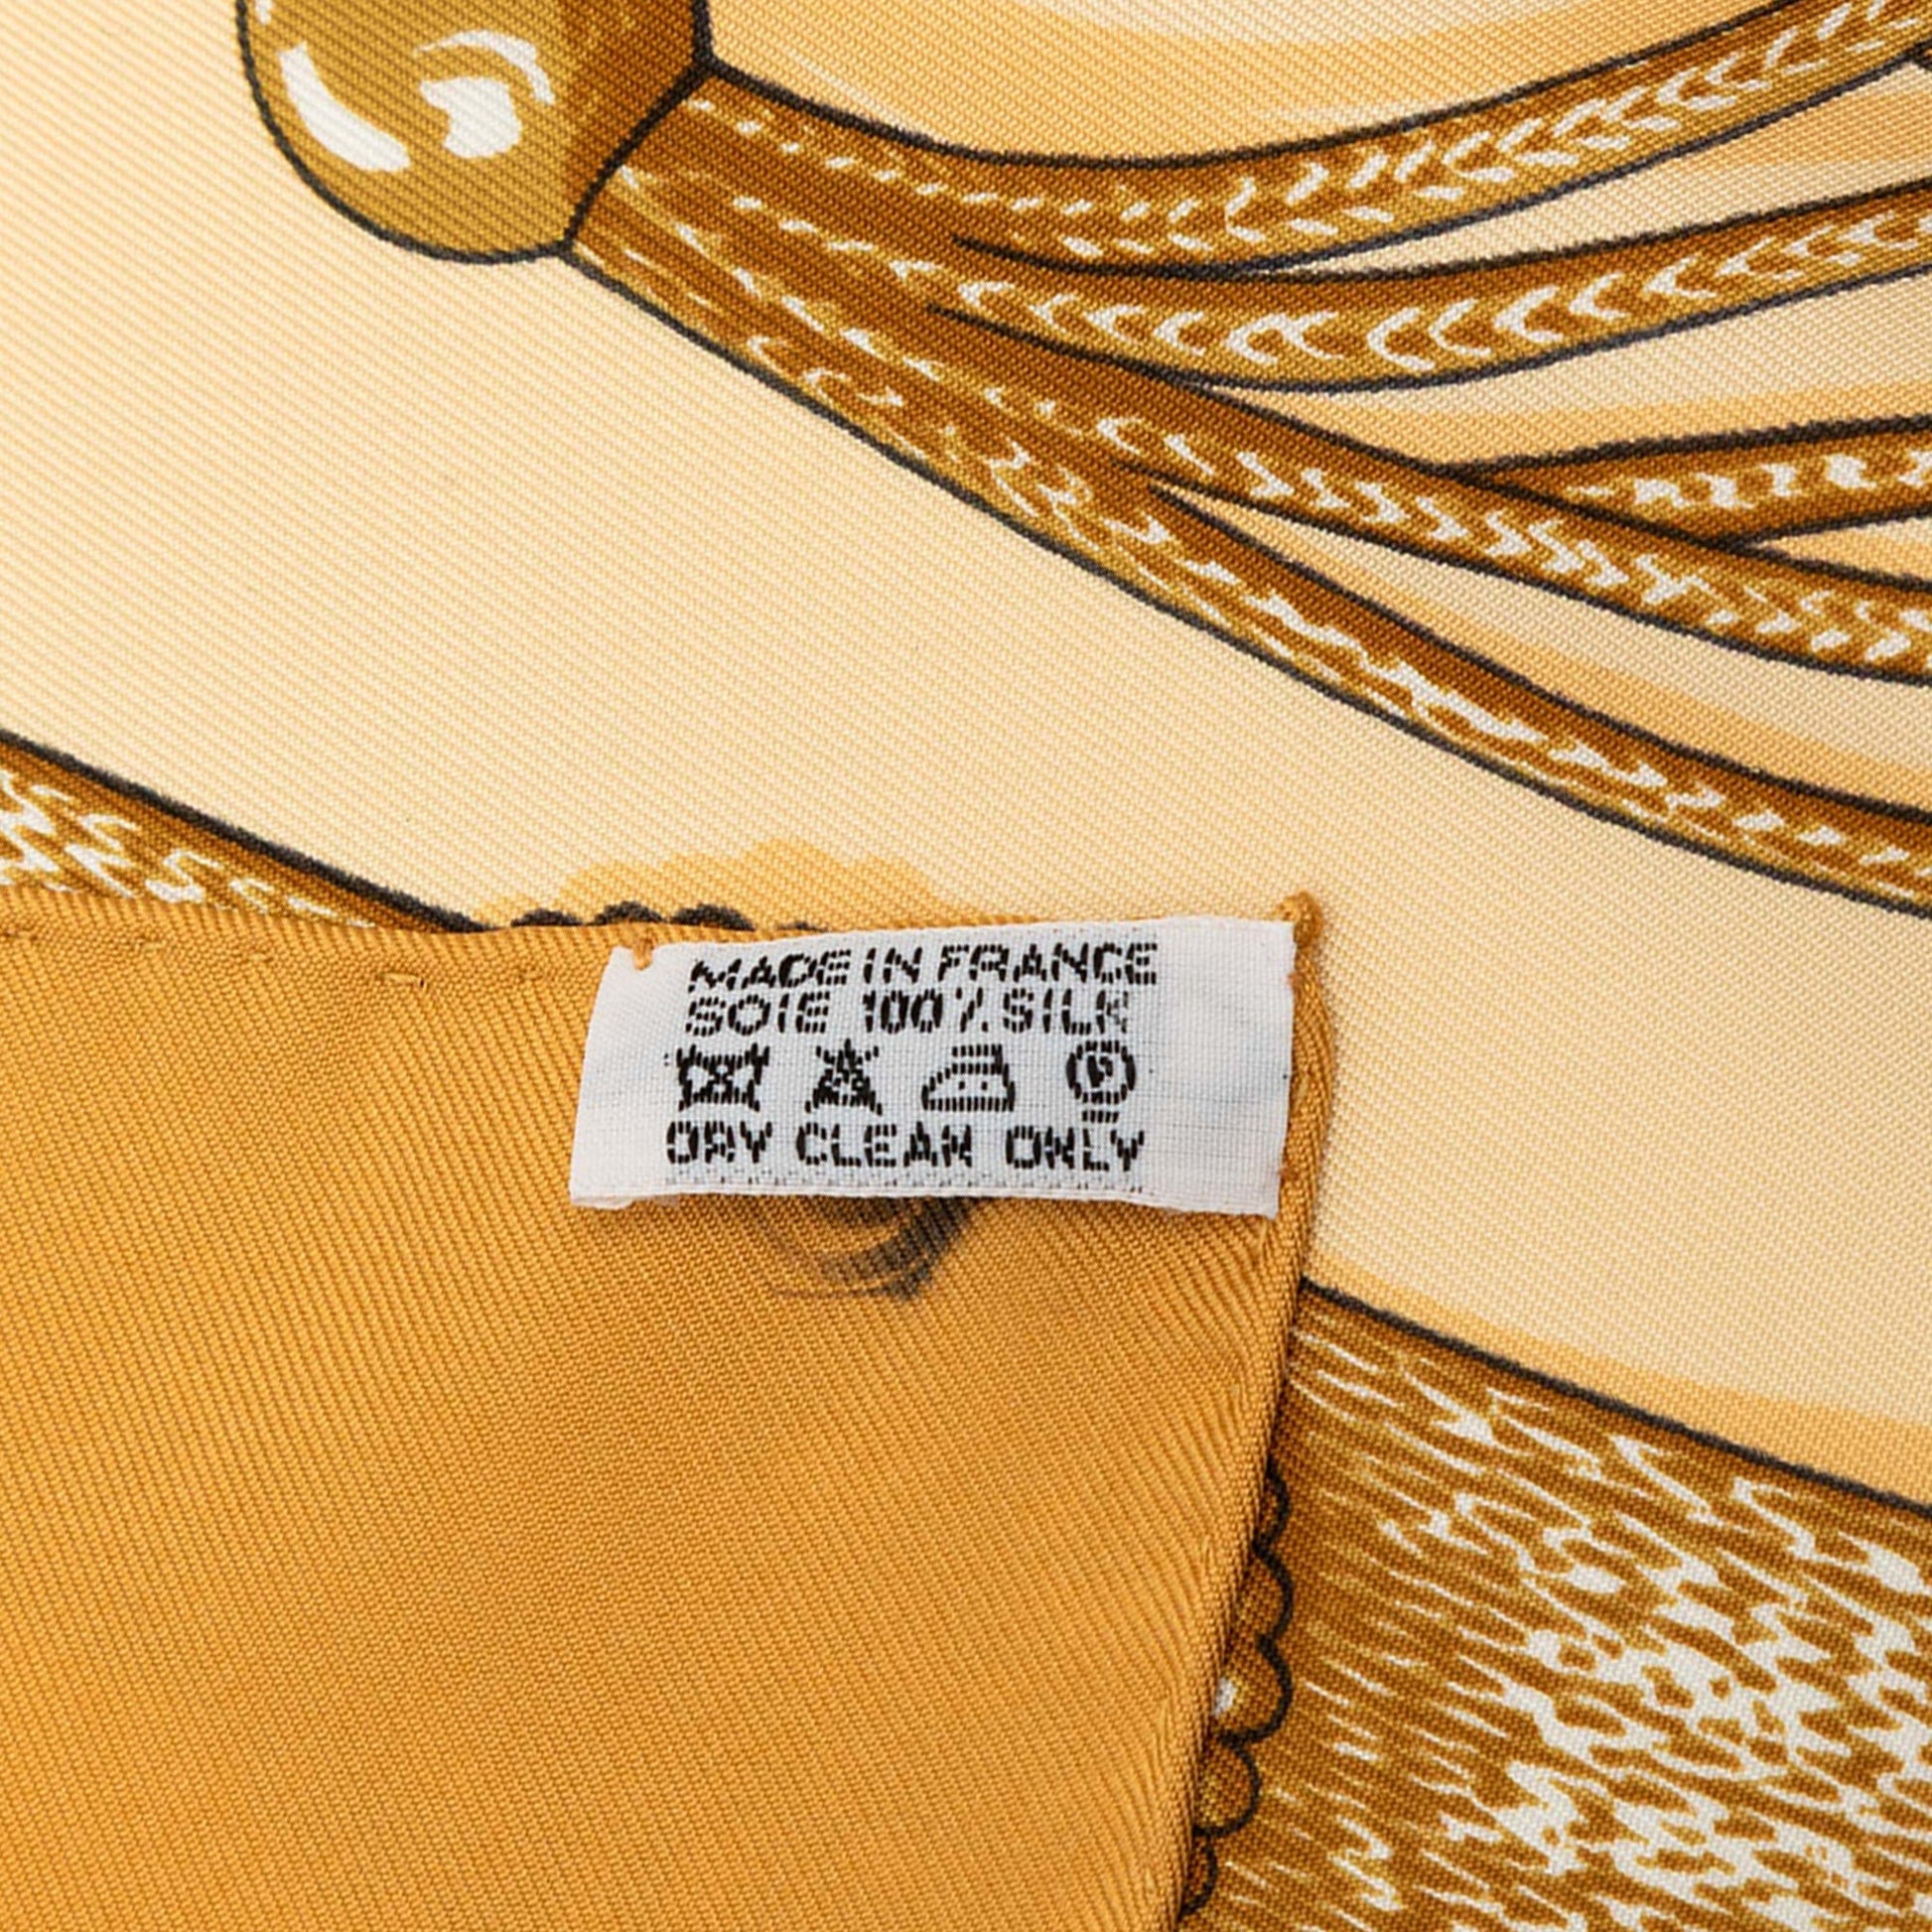 MADE IN FRANCE
SOIE 100% SILK
P
DRY CLEAN ONLY